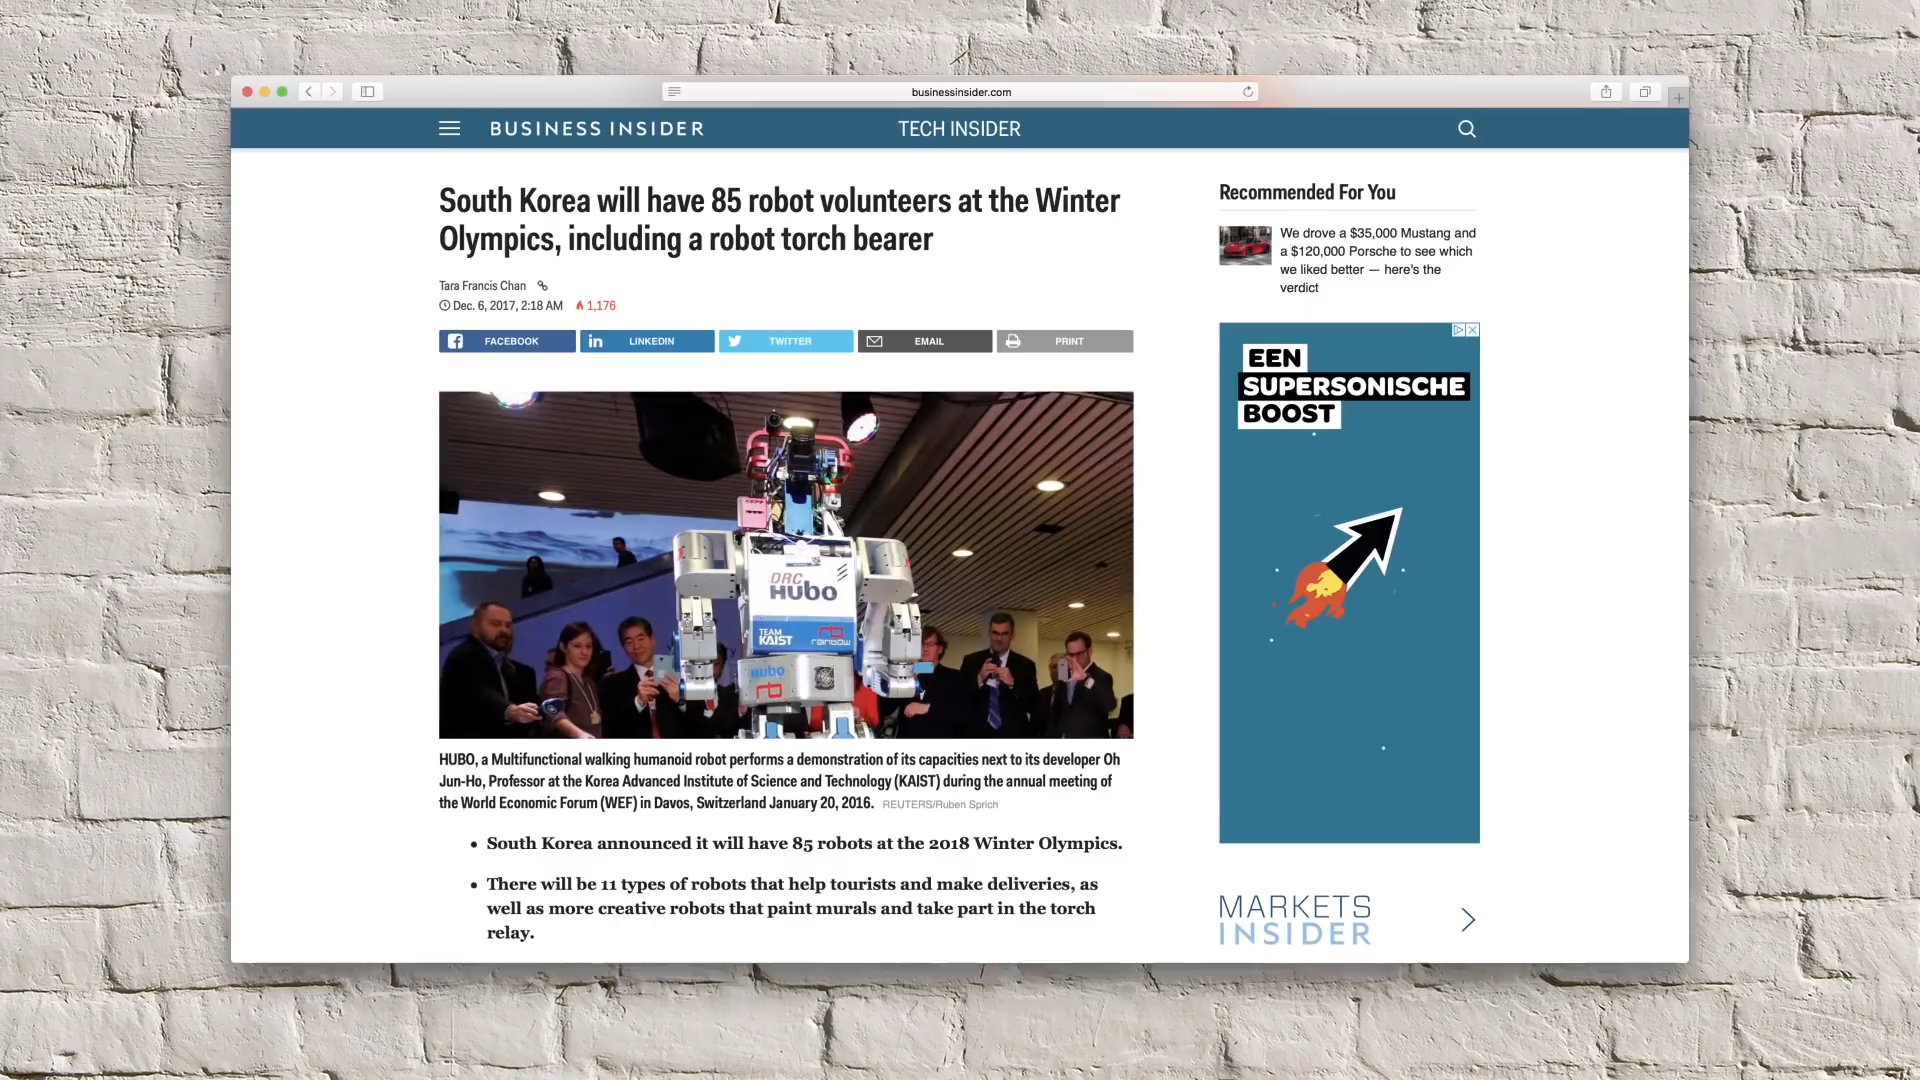 businessinsider.com
BUSINESS INSIDER
TECH INSIDER
South Korea will have 85 robot volunteers at the Winter
Olympics, including a robot torch bearer
Tara Francis Chan
Dec. 6, 2017, 2:18 AM 1,176
FACEBOOK
LINKEDIN
TWITTER
EMAIL
PRINT
DRC
HUBO
TEAM
KAIST
rainbow
HUBO
HUBO, a Multifunctional walking humanoid robot performs a demonstration of its capacities next to its developer Oh
Jun-Ho, Professor at the Korea Advanced Institute of Science and Technology (KAIST) during the annual meeting of
the World Economic Forum (WEF) in Davos, Switzerland January 20, 2016. REUTERS/Ruben Sprich
• South Korea announced it will have 85 robots at the 2018 Winter Olympics.
• There will be 11 types of robots that help tourists and make deliveries, as
well as more creative robots that paint murals and take part in the torch
relay.
Recommended For You
We drove a $35,000 Mustang and
a $120,000 Porsche to see which
we liked better — here's the
verdict
EEN
SUPERSONISCHE
BOOST
MARKETS
INSIDER